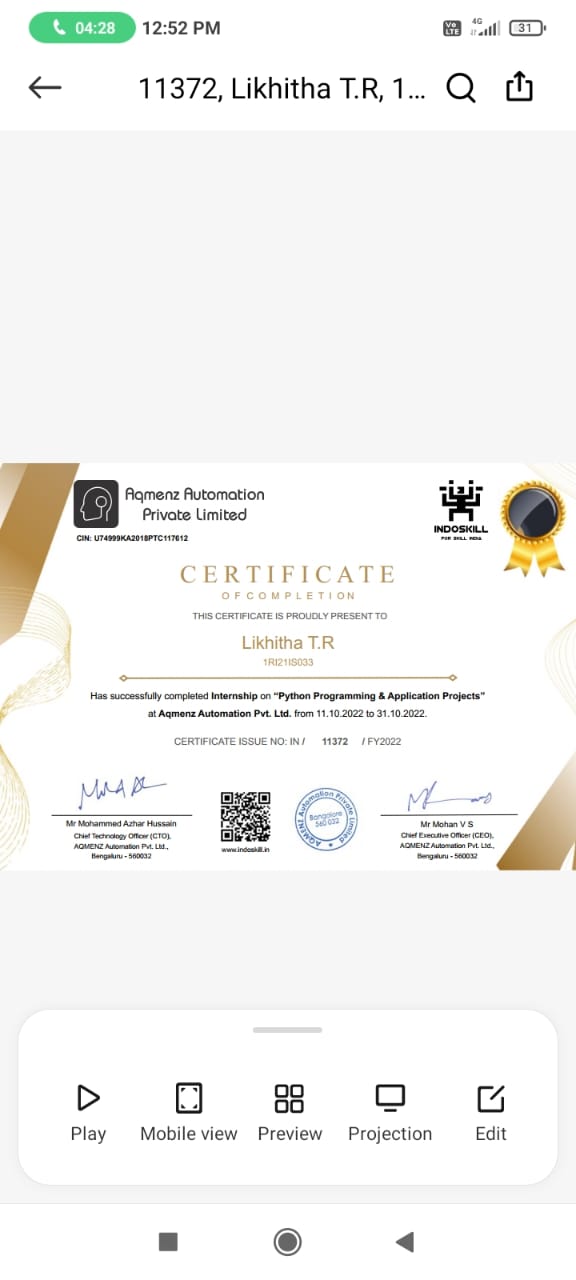 04:28 12:52 PM Vo LTE 4G 31
11372, Likhitha T.R, 1...
Aqmenz Automation
Private Limited
CIN: U74999KA2018PTC117612
INDOSKILL
FOR SKILL INDIA
CERTIFICATE
OF COMPLETION
THIS CERTIFICATE IS PROUDLY PRESENT TO
Likhitha T.R
1RI21IS033
Has successfully completed Internship on “Python Programming & Application Projects”
at Aqmenz Automation Pvt. Ltd. from 11.10.2022 to 31.10.2022.
CERTIFICATE ISSUE NO: IN / 11372 / FY2022
Mr Mohammed Azhar Hussain
Chief Technology Officer (CTO),
AQMENZ Automation Pvt. Ltd.,
Bengaluru - 560032
www.indoskill.in
AQMENZ Automation Private Limited
Bangalore
560 032
Mr Mohan V S
Chief Executive Officer (CEO),
AQMENZ Automation Pvt. Ltd.,
Bengaluru - 560032
Play Mobile view Preview Projection Edit